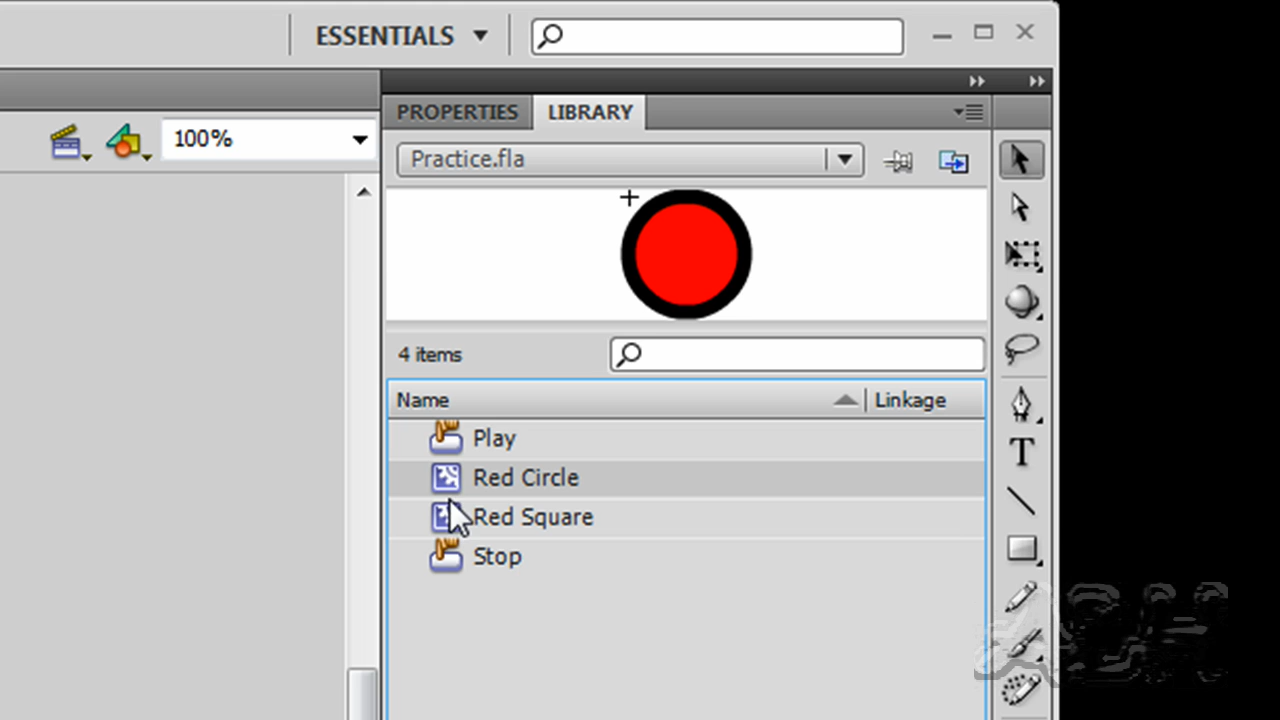 ESSENTIALS
PROPERTIES LIBRARY
100%
Practice.fla
4 items
Name Linkage
Play
Red Circle
Red Square
Stop